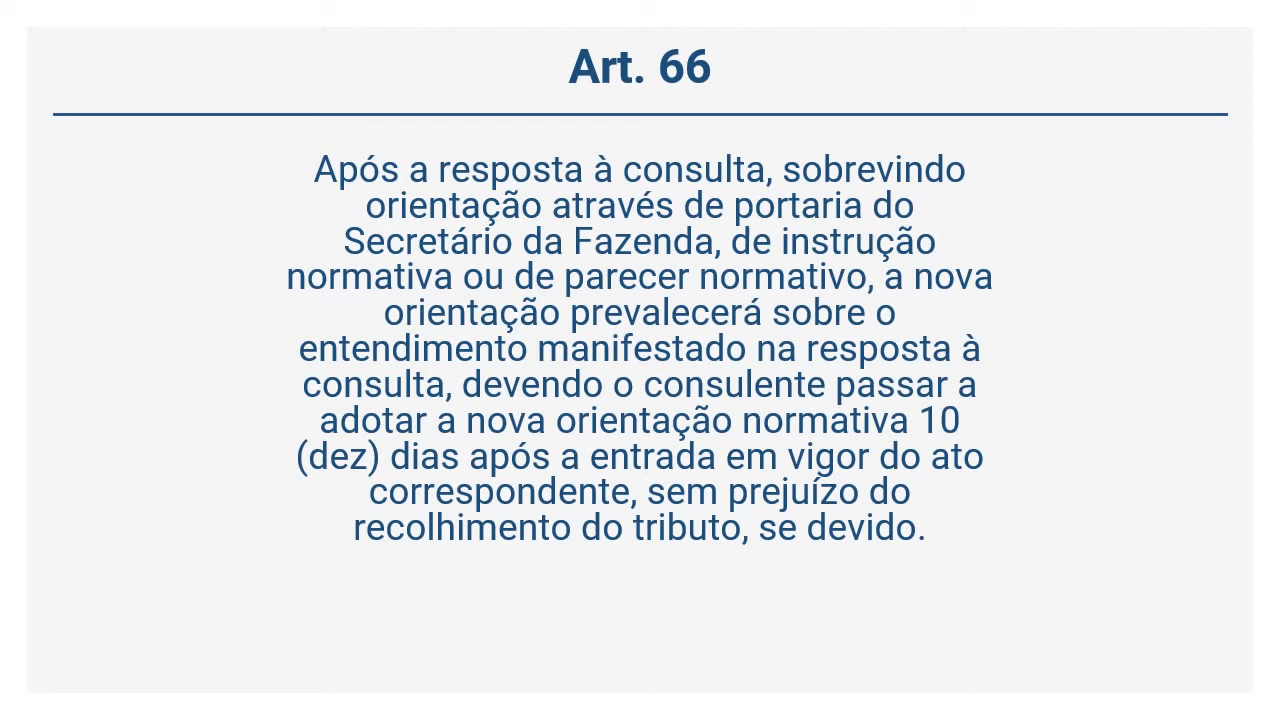 Art. 66
Após a resposta à consulta, sobrevindo
orientação através de portaria do
Secretário da Fazenda, de instrução
normativa ou de parecer normativo, a nova
orientação prevalecerá sobre o
entendimento manifestado na resposta à
consulta, devendo o consulente passar a
adotar a nova orientação normativa 10
(dez) dias após a entrada em vigor do ato
correspondente, sem prejuízo do
recolhimento do tributo, se devido.